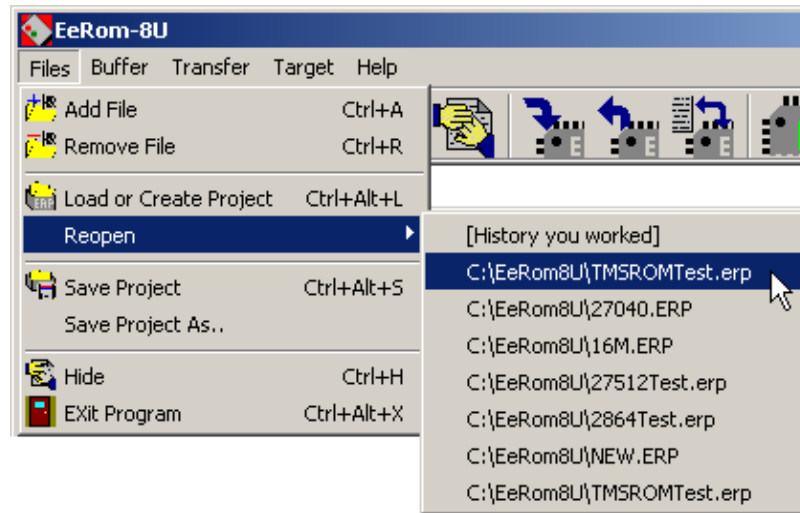 EeRom-8U
Files Buffer Transfer Target Help
Add File Ctrl+A
Remove File Ctrl+R
Load or Create Project Ctrl+Alt+L
Reopen
Save Project Ctrl+Alt+S
Save Project As..
Hide Ctrl+H
EXit Program Ctrl+Alt+X
[History you worked]
C:\EeRom8U\TMSROMTest.erp
C:\EeRom8U\27040.ERP
C:\EeRom8U\16M.ERP
C:\EeRom8U\27512Test.erp
C:\EeRom8U\2864Test.erp
C:\EeRom8U\NEW.ERP
C:\EeRom8U\TMSROMTest.erp